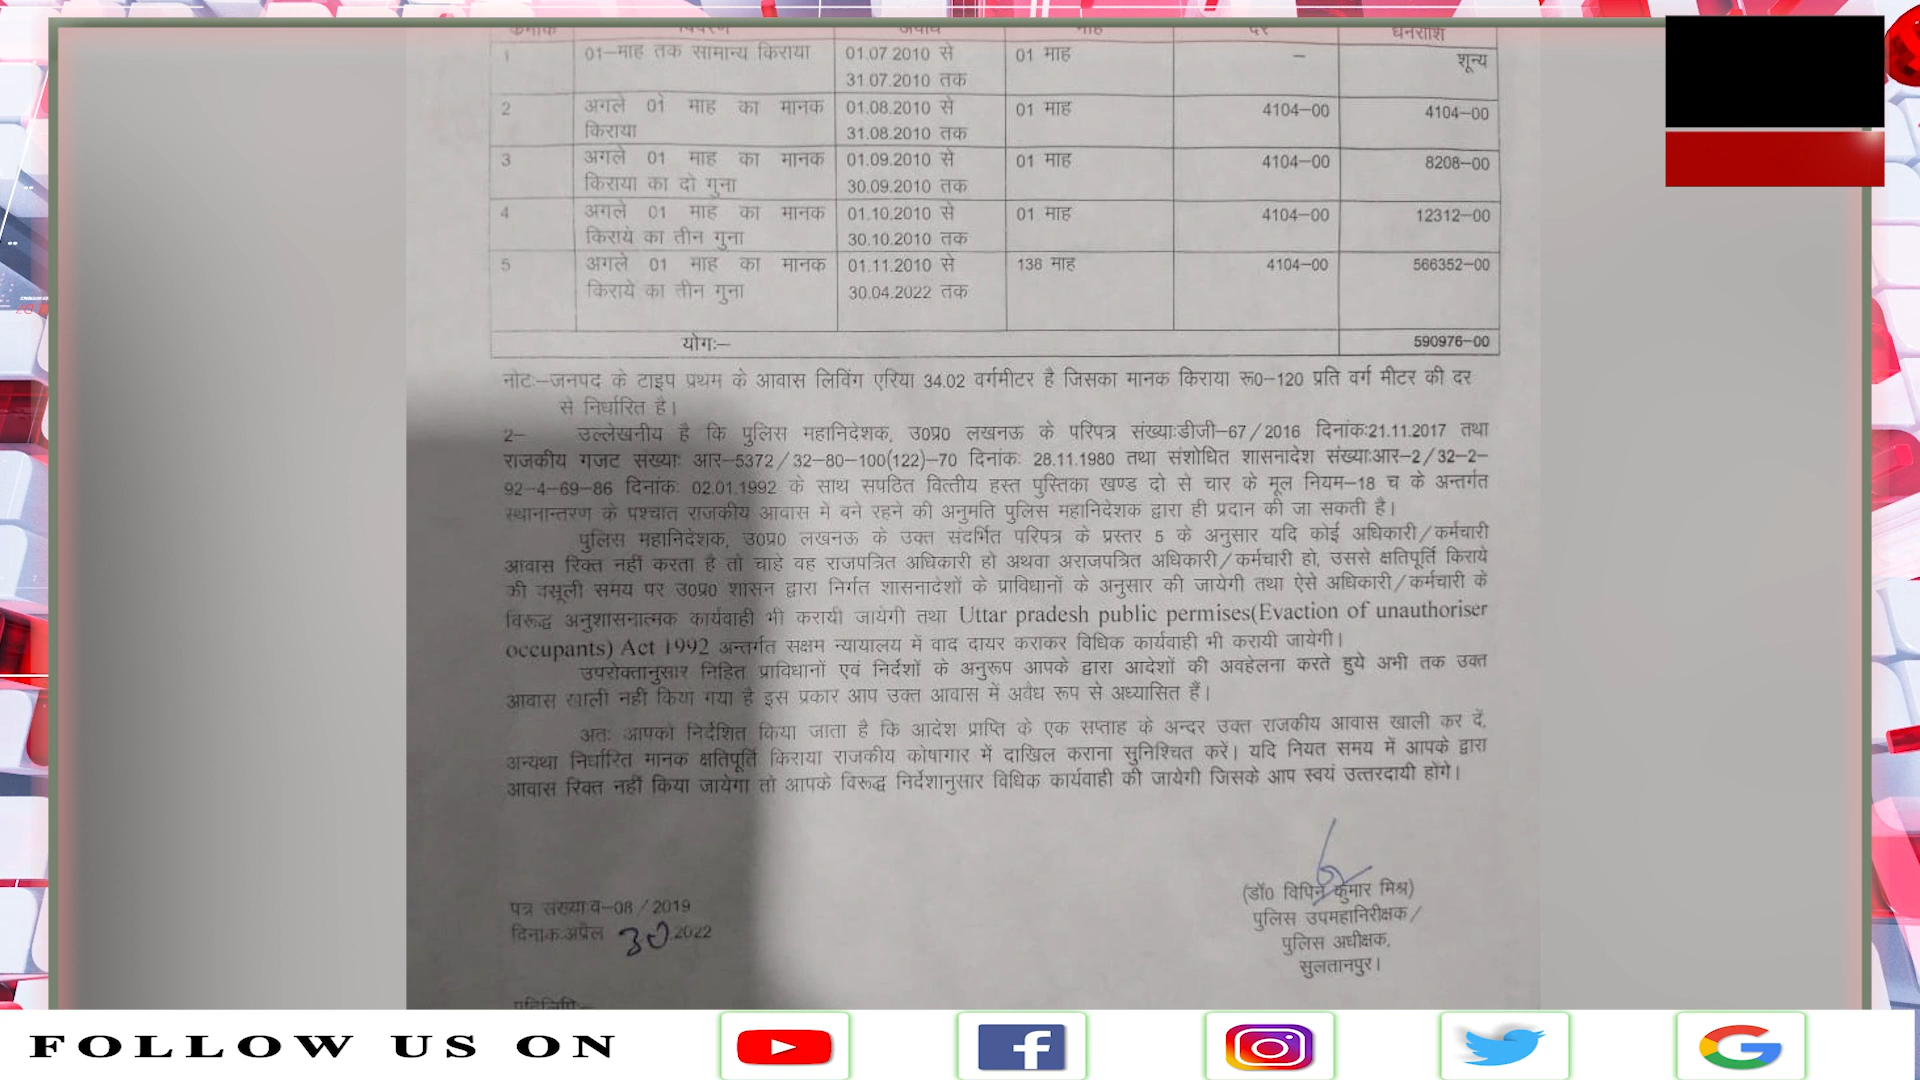 क्रमांक विवरण अवधि माह दर धनराशि
1 01–माह तक सामान्य किराया 01.07.2010 से 31.07.2010 तक 01 माह – शून्य
2 अगले 01 माह का मानक किराया 01.08.2010 से 31.08.2010 तक 01 माह 4104–00 4104–00
3 अगले 01 माह का मानक किराया का दो गुना 01.09.2010 से 30.09.2010 तक 01 माह 4104–00 8208–00
4 अगले 01 माह का मानक किराये का तीन गुना 01.10.2010 से 30.10.2010 तक 01 माह 4104–00 12312–00
5 अगले 01 माह का मानक किराये का तीन गुना 01.11.2010 से 30.04.2022 तक 138 माह 4104–00 566352–00
योगः– 590976–00
नोटः–जनपद के टाइप प्रथम के आवास लिविंग एरिया 34.02 वर्गमीटर है जिसका मानक किराया रू0–120 प्रति वर्ग मीटर की दर
से निर्धारित है।
2– उल्लेखनीय है कि पुलिस महानिदेशक, उ0प्र0 लखनऊ के परिपत्र संख्याःडीजी–67/2016 दिनांकः21.11.2017 तथा
राजकीय गजट संख्याः आर–5372/32–80–100(122)–70 दिनांकः 28.11.1980 तथा संशोधित शासनादेश संख्याःआर–2/32–2–
92–4–69–86 दिनांकः 02.01.1992 के साथ सपठित वित्तीय हस्त पुस्तिका खण्ड दो से चार के मूल नियम–18 च के अन्तर्गत
स्थानान्तरण के पश्चात राजकीय आवास में बने रहने की अनुमति पुलिस महानिदेशक द्वारा ही प्रदान की जा सकती है।
पुलिस महानिदेशक, उ0प्र0 लखनऊ के उक्त संदर्भित परिपत्र के प्रस्तर 5 के अनुसार यदि कोई अधिकारी/कर्मचारी
आवास रिक्त नहीं करता है तो चाहे वह राजपत्रित अधिकारी हो अथवा अराजपत्रित अधिकारी/कर्मचारी हो, उससे क्षतिपूर्ति किराये
की वसूली समय पर उ0प्र0 शासन द्वारा निर्गत शासनादेशों के प्राविधानों के अनुसार की जायेगी तथा ऐसे अधिकारी/कर्मचारी के
विरूद्ध अनुशासनात्मक कार्यवाही भी करायी जायेगी तथा Uttar pradesh public permises(Evaction of unauthoriser
occupants) Act 1992 अन्तर्गत सक्षम न्यायालय में वाद दायर कराकर विधिक कार्यवाही भी करायी जायेगी।
उपरोक्तानुसार निहित प्राविधानों एवं निर्देशों के अनुरूप आपके द्वारा आदेशों की अवहेलना करते हुये अभी तक उक्त
आवास खाली नहीं किया गया है इस प्रकार आप उक्त आवास में अवैध रूप से अध्यासित हैं।
अतः आपको निर्देशित किया जाता है कि आदेश प्राप्ति के एक सप्ताह के अन्दर उक्त राजकीय आवास खाली कर दें,
अन्यथा निर्धारित मानक क्षतिपूर्ति किराया राजकीय कोषागार में दाखिल कराना सुनिश्चित करें। यदि नियत समय में आपके द्वारा
आवास रिक्त नहीं किया जायेगा तो आपके विरूद्ध निर्देशानुसार विधिक कार्यवाही की जायेगी जिसके आप स्वयं उत्तरदायी होंगे।
(डॉ0 विपिन कुमार मिश्र)
पुलिस उपमहानिरीक्षक/
पुलिस अधीक्षक,
सुलतानपुर।
पत्र संख्याःव–08/2019
दिनांकःअप्रैल 30,2022
प्रतिलिपिः–
FOLLOW US ON